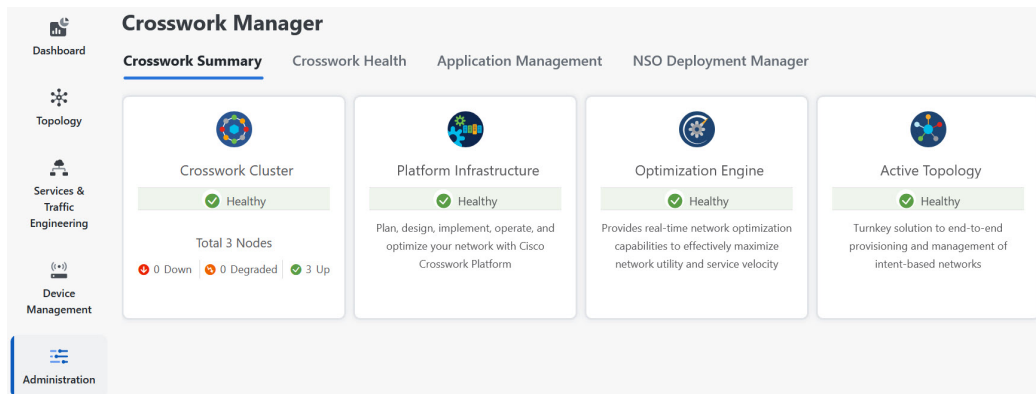 Crosswork Manager
Dashboard
Crosswork Summary
Crosswork Health
Application Management
NSO Deployment Manager
Topology
Services &
Traffic
Engineering
Device
Management
Administration
Crosswork Cluster
Healthy
Total 3 Nodes
0 Down
0 Degraded
3 Up
Platform Infrastructure
Healthy
Plan, design, implement, operate, and
optimize your network with Cisco
Crosswork Platform
Optimization Engine
Healthy
Provides real-time network optimization
capabilities to effectively maximize
network utility and service velocity
Active Topology
Healthy
Turnkey solution to end-to-end
provisioning and management of
intent-based networks